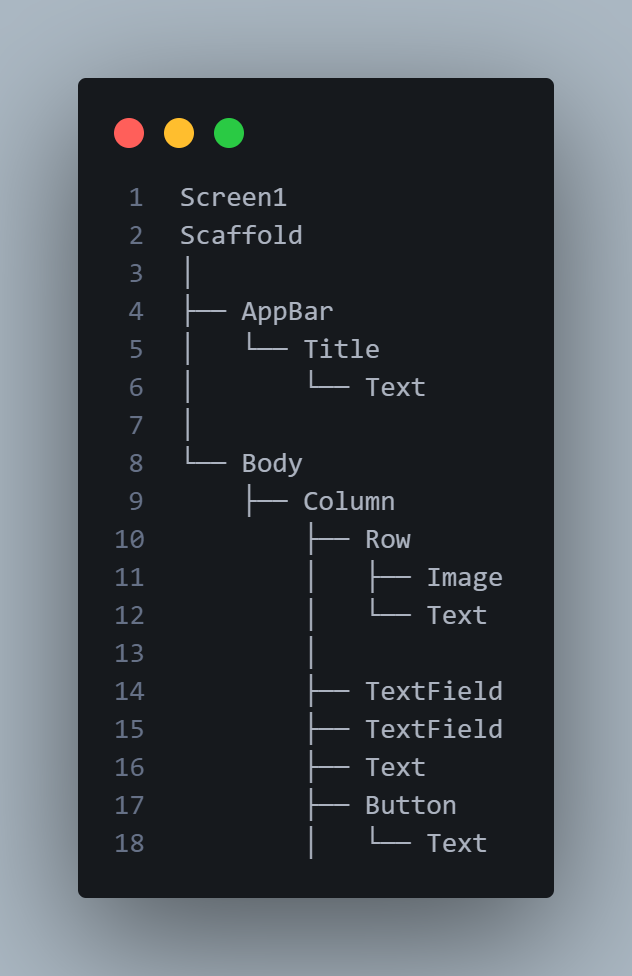 1 Screen1
2 Scaffold
3 │
4 ├── AppBar
5 │   └── Title
6 │       └── Text
7 │
8 └── Body
9     ├── Column
10         ├── Row
11         │   ├── Image
12         │   └── Text
13         │
14         ├── TextField
15         ├── TextField
16         ├── Text
17         ├── Button
18         │   └── Text